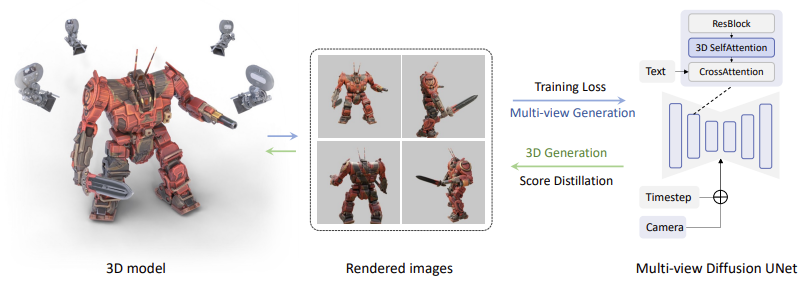 ResBlock
3D SelfAttention
Text
CrossAttention
Training Loss
Multi-view Generation
3D Generation
Score Distillation
Timestep
Camera
3D model
Rendered images
Multi-view Diffusion UNet